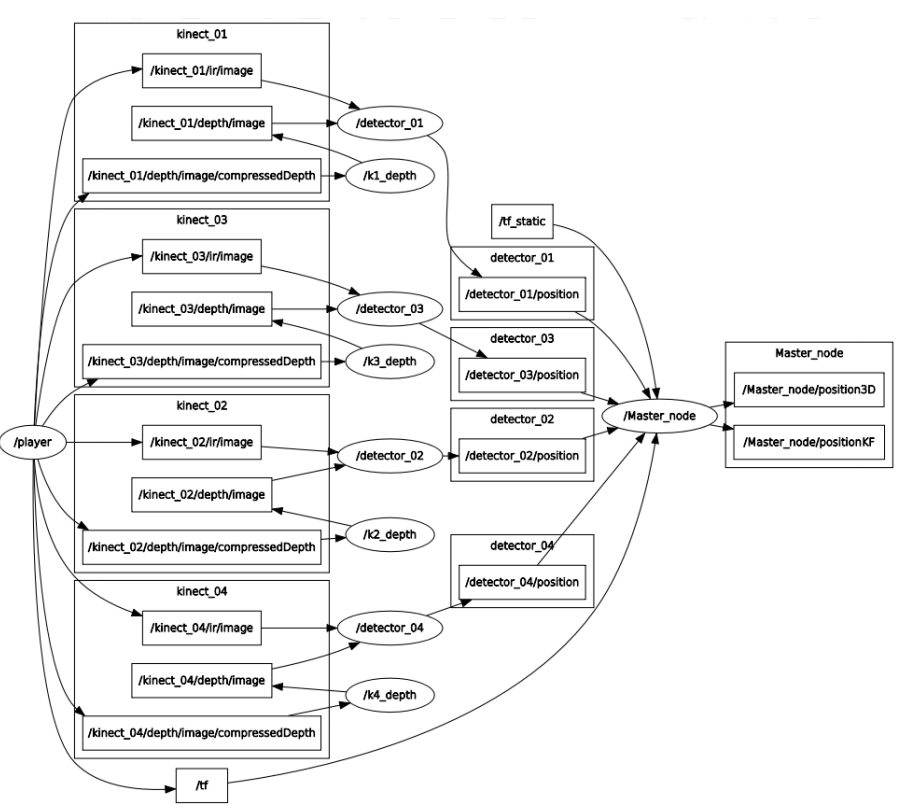 kinect_01
/kinect_01/ir/image
/kinect_01/depth/image
/detector_01
/kinect_01/depth/image/compressedDepth
/k1_depth
kinect_03
/tf_static
/kinect_03/ir/image
detector_01
/detector_01/position
/kinect_03/depth/image
/detector_03
detector_03
/kinect_03/depth/image/compressedDepth
/k3_depth
/detector_03/position
Master_node
/Master_node/position3D
kinect_02
/Master_node
detector_02
/player
/kinect_02/ir/image
/Master_node/positionKF
/detector_02
/detector_02/position
/kinect_02/depth/image
/k2_depth
/kinect_02/depth/image/compressedDepth
detector_04
/detector_04/position
kinect_04
/kinect_04/ir/image
/detector_04
/kinect_04/depth/image
/k4_depth
/kinect_04/depth/image/compressedDepth
/tf